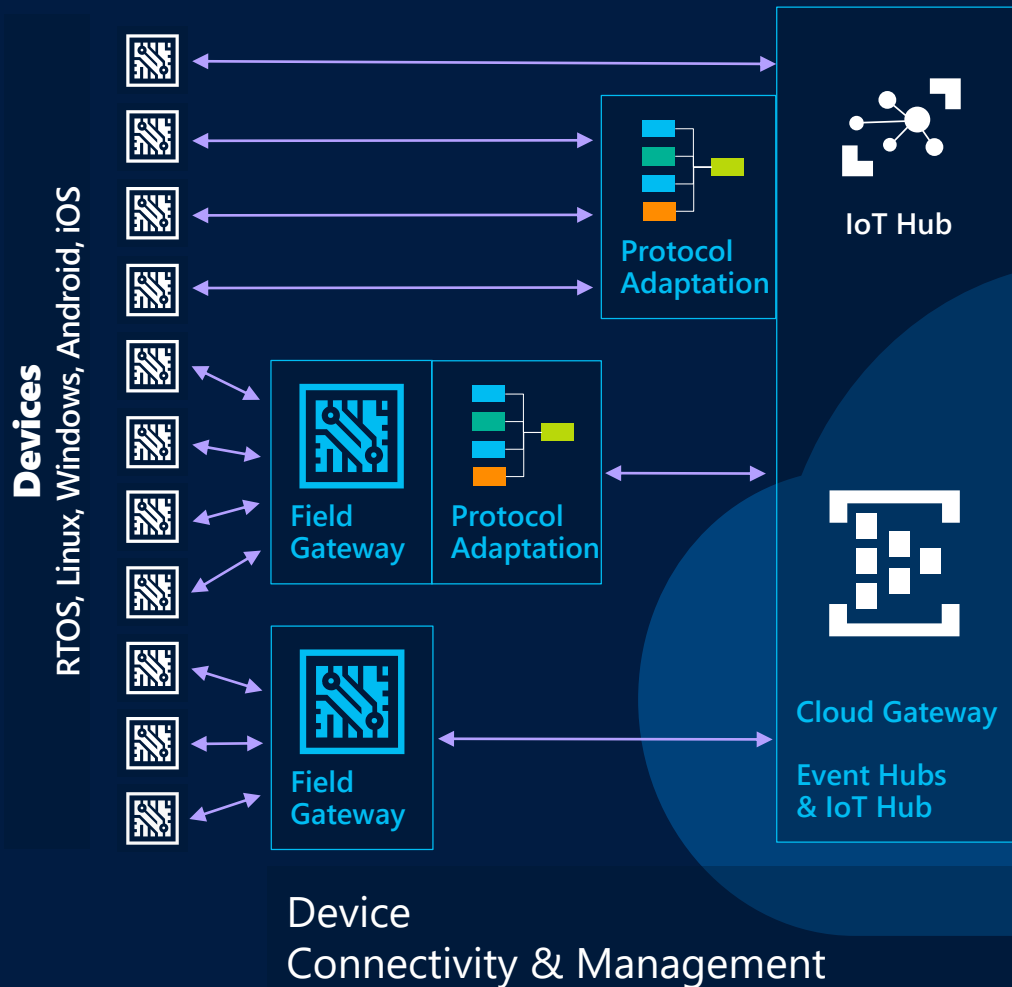 Devices
RTOS, Linux, Windows, Android, iOS
IoT Hub
Protocol
Adaptation
Field
Gateway
Protocol
Adaptation
Field
Gateway
Cloud Gateway
Event Hubs
& IoT Hub
Device
Connectivity & Management